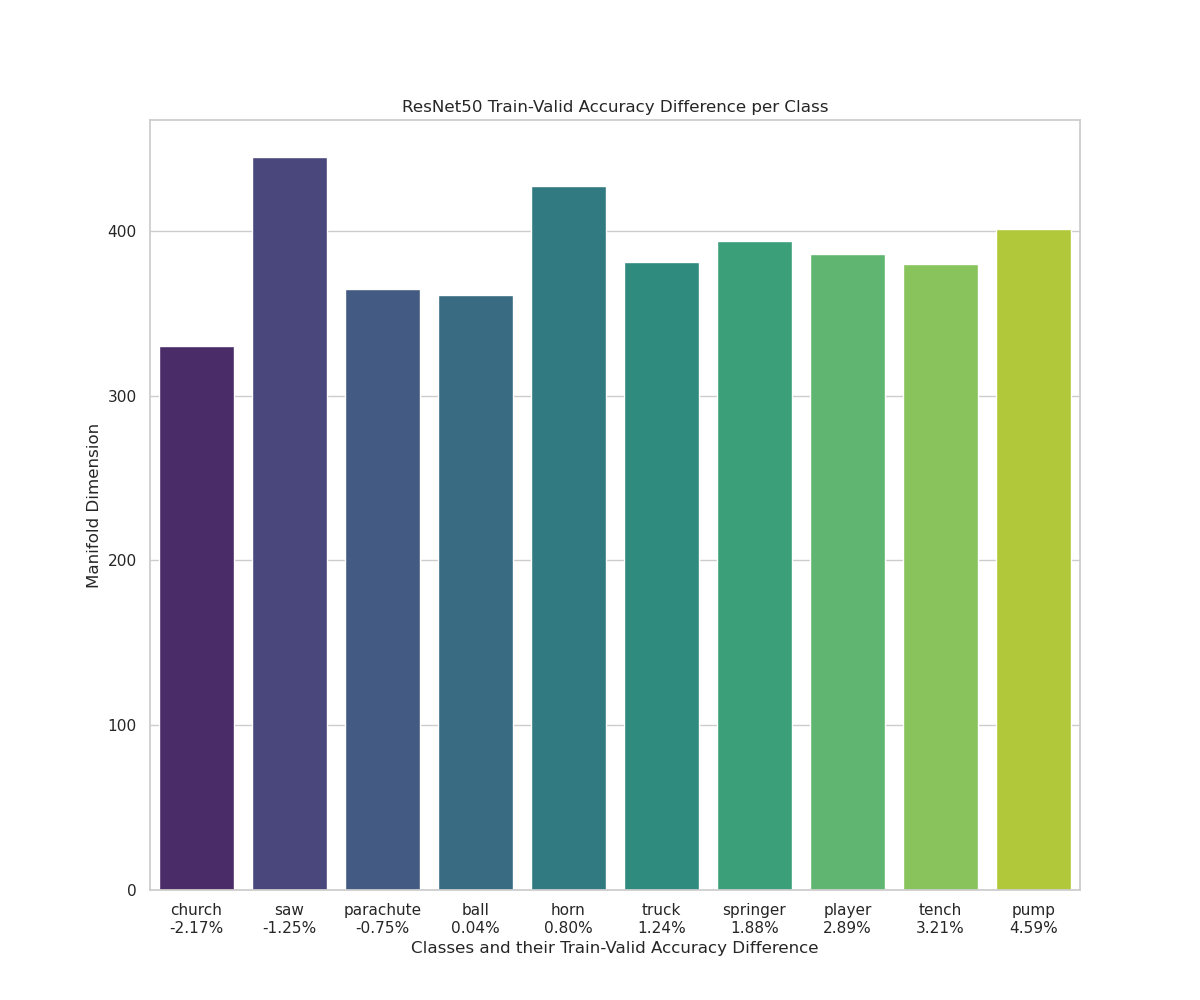 ResNet50 Train-Valid Accuracy Difference per Class
Manifold Dimension
400
300
200
100
0
church saw parachute ball horn truck springer player tench pump
-2.17% -1.25% -0.75% 0.04% 0.80% 1.24% 1.88% 2.89% 3.21% 4.59%
Classes and their Train-Valid Accuracy Difference